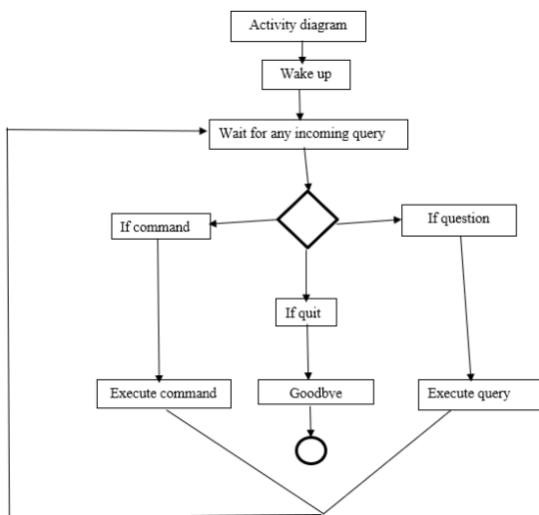 Activity diagram
Wake up
Wait for any incoming query
If command
If question
If quit
Execute command
Goodbve
Execute query